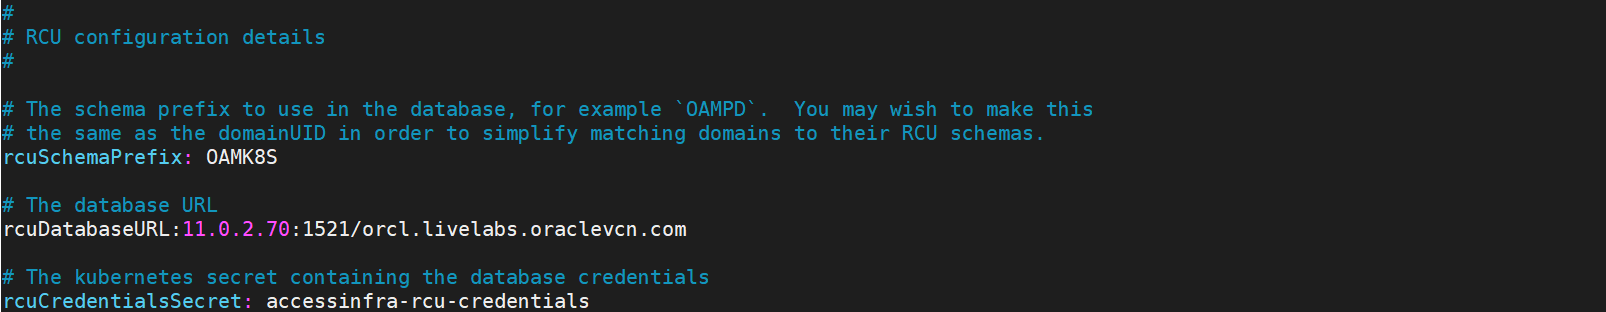 #
# RCU configuration details
#
# The schema prefix to use in the database, for example `OAMPD`.  You may wish to make this
# the same as the domainUID in order to simplify matching domains to their RCU schemas.
rcuSchemaPrefix: OAMK8S
# The database URL
rcuDatabaseURL:11.0.2.70:1521/orcl.livelabs.oraclevcn.com
# The kubernetes secret containing the database credentials
rcuCredentialsSecret: accessinfra-rcu-credentials